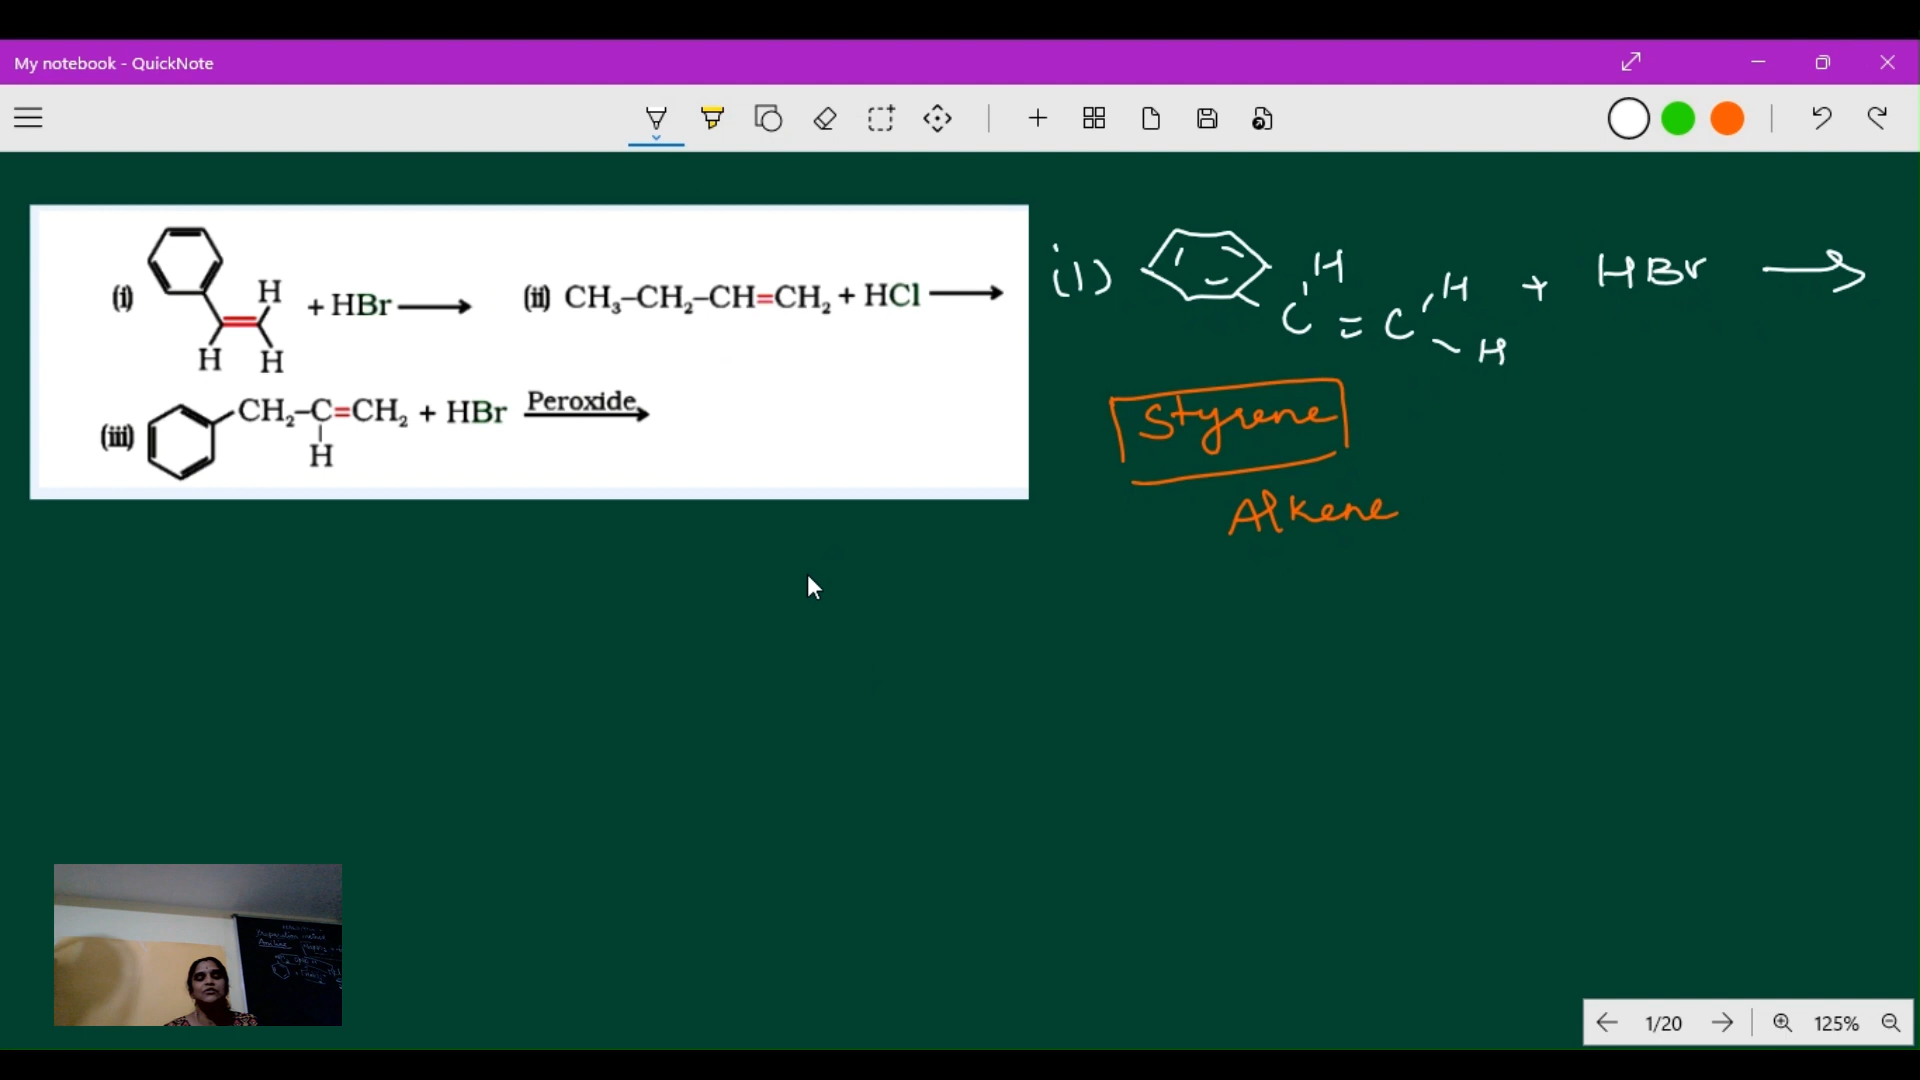 My notebook - QuickNote
(i) H + HBr ⟶
H H
(ii) CH₃–CH₂–CH=CH₂ + HCl ⟶
(iii) CH₂–C=CH₂ + HBr Peroxide ⟶
H
(1) H
C = C H + HBr ⟶
H
Styrene
Alkene
1/20 125%